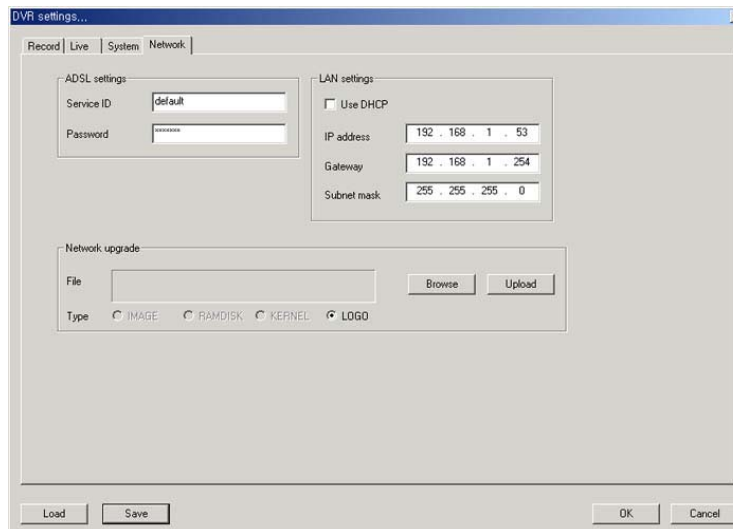 DVR settings...
Record Live System Network
ADSL settings
Service ID default
Password *******
LAN settings
Use DHCP
IP address 192 . 168 . 1 . 53
Gateway 192 . 168 . 1 . 254
Subnet mask 255 . 255 . 255 . 0
Network upgrade
File
Browse Upload
Type IMAGE RAMDISK KERNEL LOGO
Load Save OK Cancel